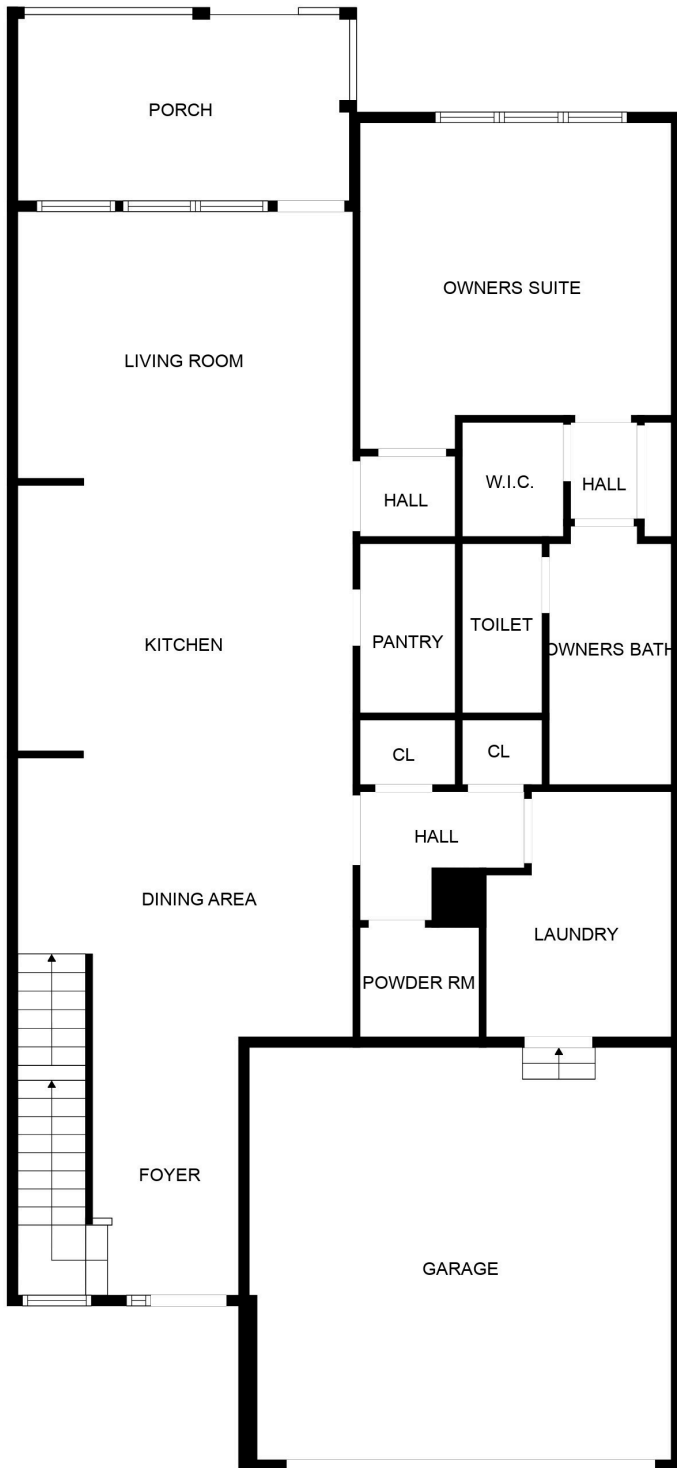 PORCH
OWNERS SUITE
LIVING ROOM
W.I.C.
HALL
HALL
TOILET
PANTRY
KITCHEN
OWNERS BATH
CL
CL
HALL
DINING AREA
LAUNDRY
POWDER RM
FOYER
GARAGE